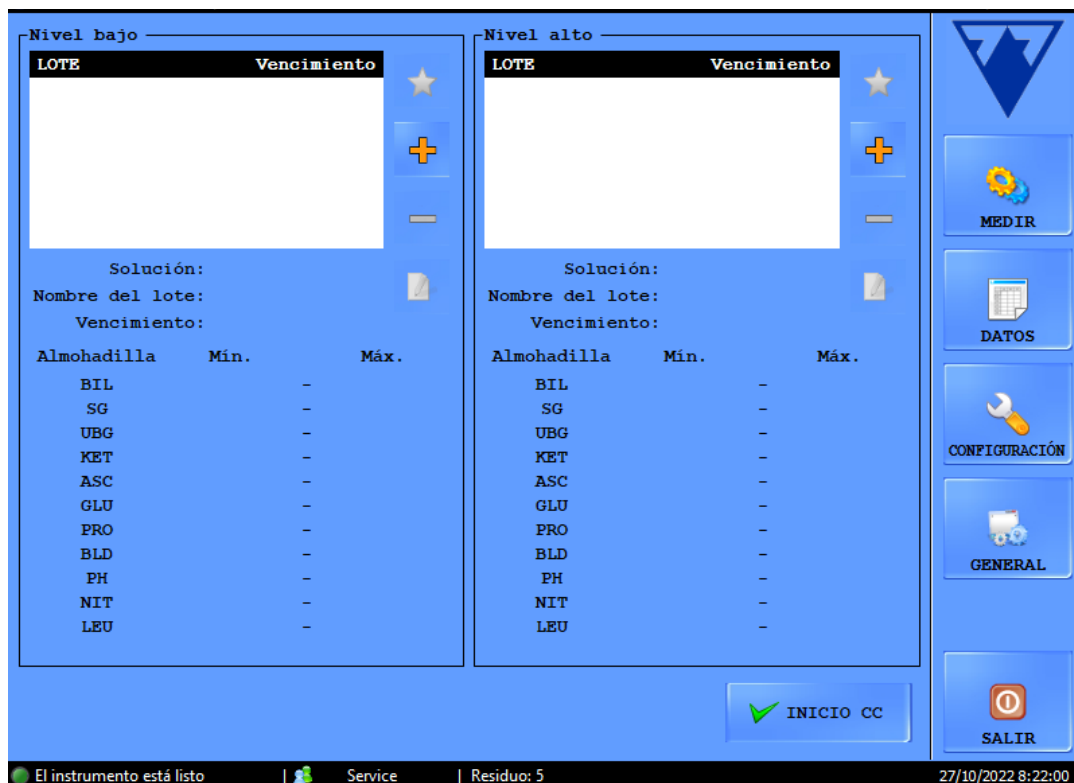 Nivel bajo
LOTE Vencimiento
Solución:
Nombre del lote:
Vencimiento:
Almohadilla Mín. Máx.
BIL -
SG -
UBG -
KET -
ASC -
GLU -
PRO -
BLD -
PH -
NIT -
LEU -
Nivel alto
LOTE Vencimiento
Solución:
Nombre del lote:
Vencimiento:
Almohadilla Mín. Máx.
BIL -
SG -
UBG -
KET -
ASC -
GLU -
PRO -
BLD -
PH -
NIT -
LEU -
INICIO CC
MEDIR
DATOS
CONFIGURACIÓN
GENERAL
SALIR
El instrumento está listo | Service | Residuo: 5 27/10/2022 8:22:00